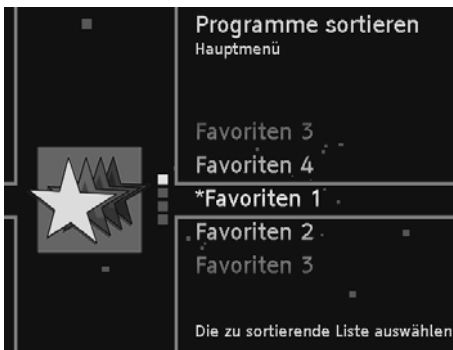 Programme sortieren
Hauptmenü
Favoriten 3
Favoriten 4
*Favoriten 1
Favoriten 2
Favoriten 3
Die zu sortierende Liste auswählen